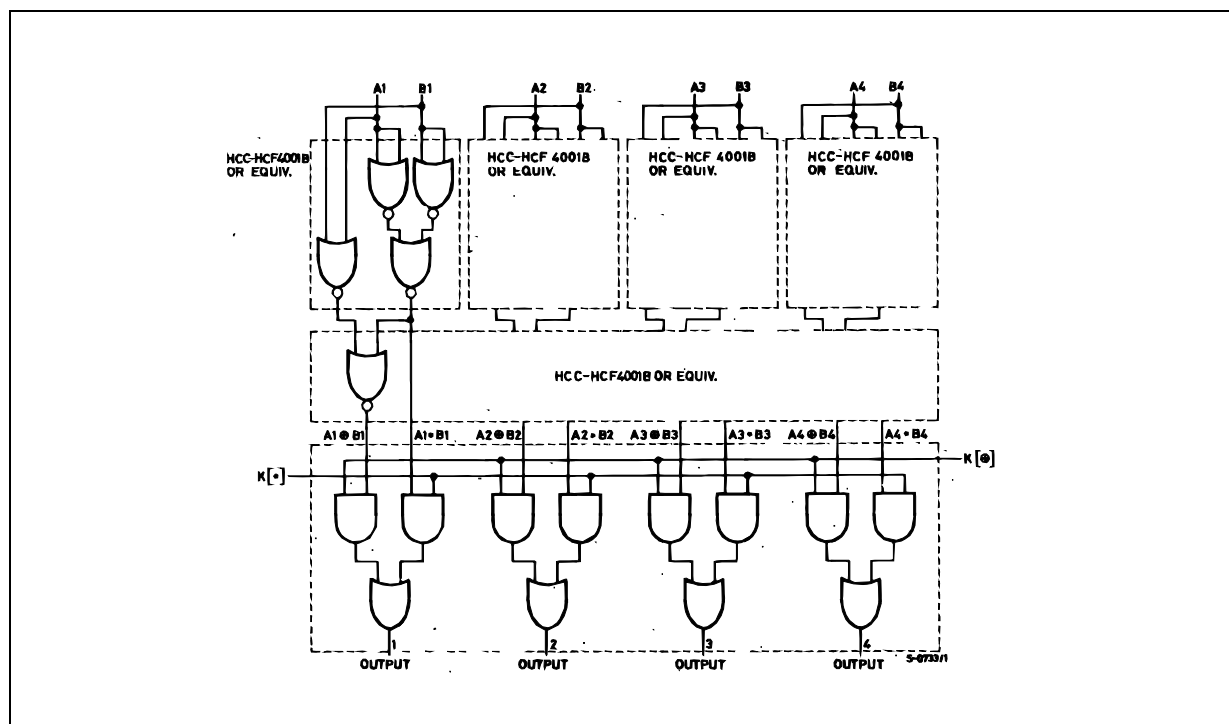 A1 B1 A2 B2 A3 B3 A4 B4
HCC-HCF4001B
OR EQUIV.
HCC-HCF 4001B
OR EQUIV.
HCC-HCF 4001B
OR EQUIV.
HCC-HCF 4001B
OR EQUIV.
HCC-HCF4001B OR EQUIV.
A1⊕B1 A1•B1 A2⊕B2 A2•B2 A3⊕B3 A3•B3 A4⊕B4 A4•B4
K[⊕]
K[•]
1 2 3 4
OUTPUT OUTPUT OUTPUT OUTPUT
S-0733/1